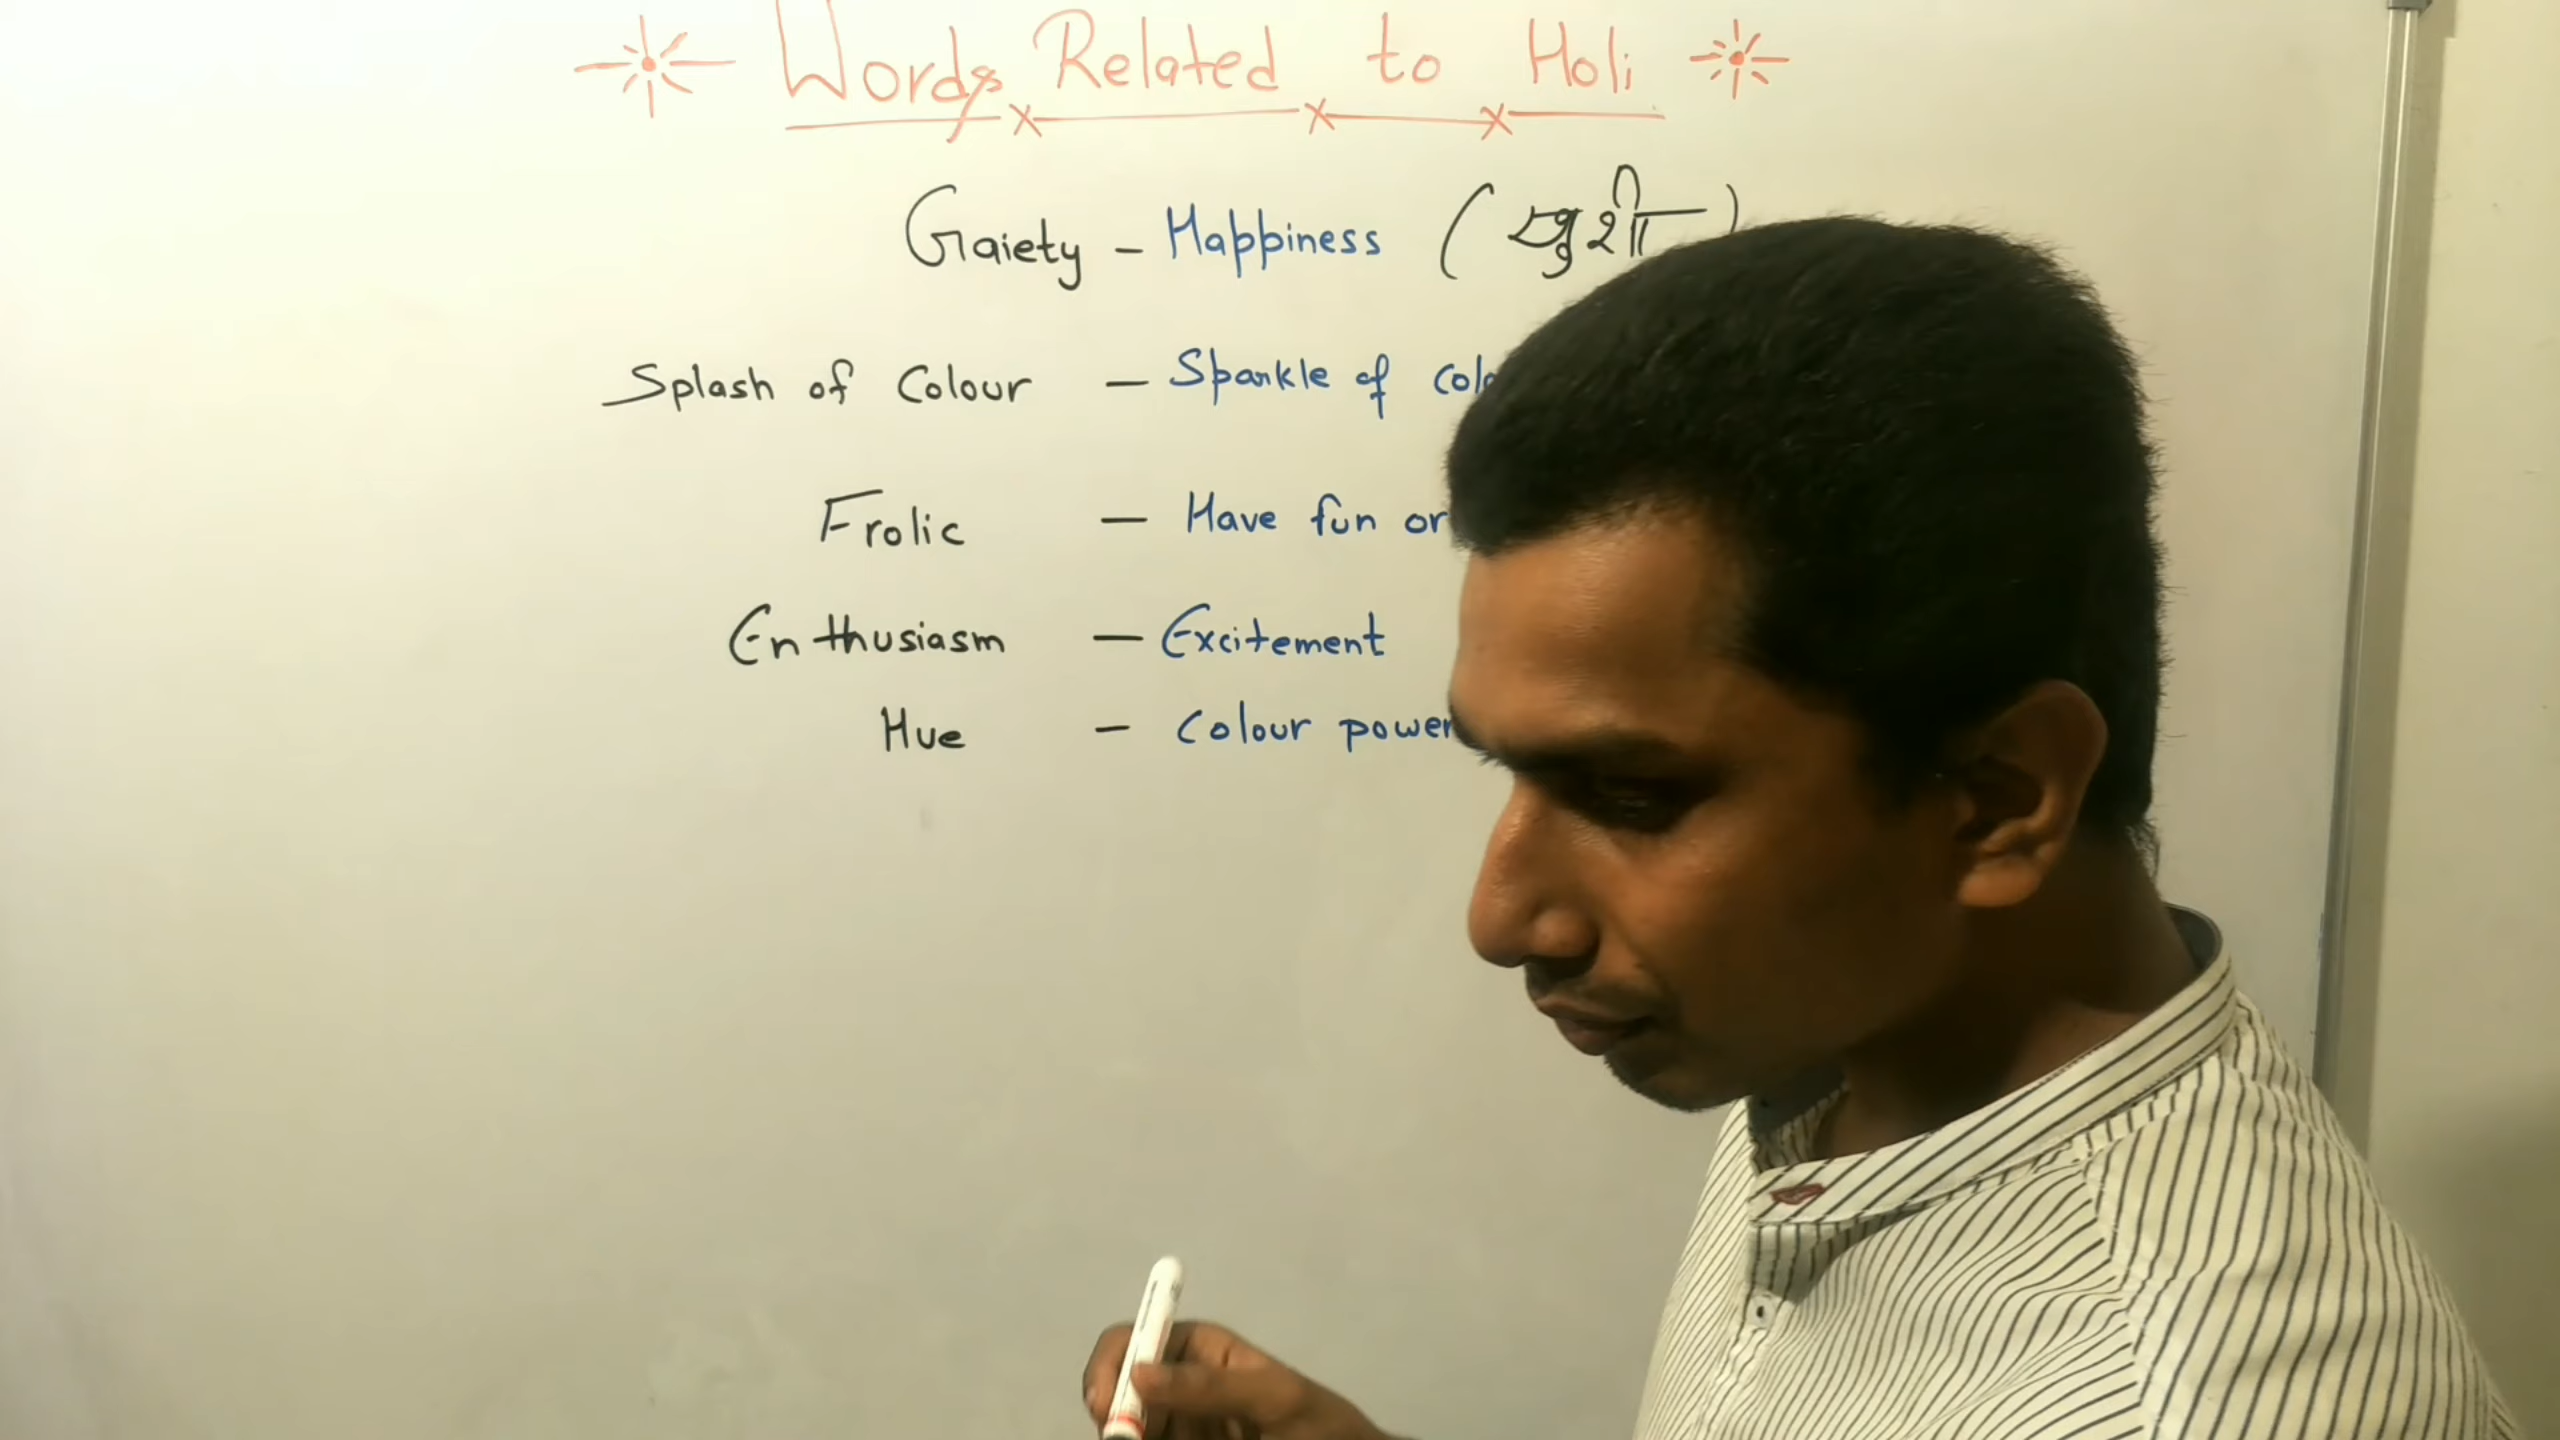 Words Related to Holi
Gaiety - Happiness (खुशी)
Splash of Colour - Sparkle of
Frolic - Have fun or
Enthusiasm - Excitement
Hue - Colour power